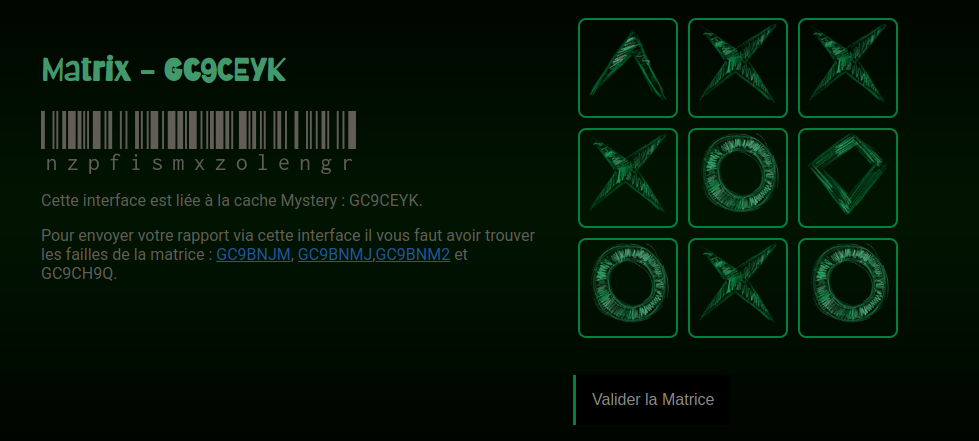 Matrix – GC9CEYK
nzpfismxzolengr
Cette interface est liée à la cache Mystery : GC9CEYK.
Pour envoyer votre rapport via cette interface il vous faut avoir trouver
les failles de la matrice : GC9BNJM, GC9BNMJ,GC9BNM2 et
GC9CH9Q.
Valider la Matrice